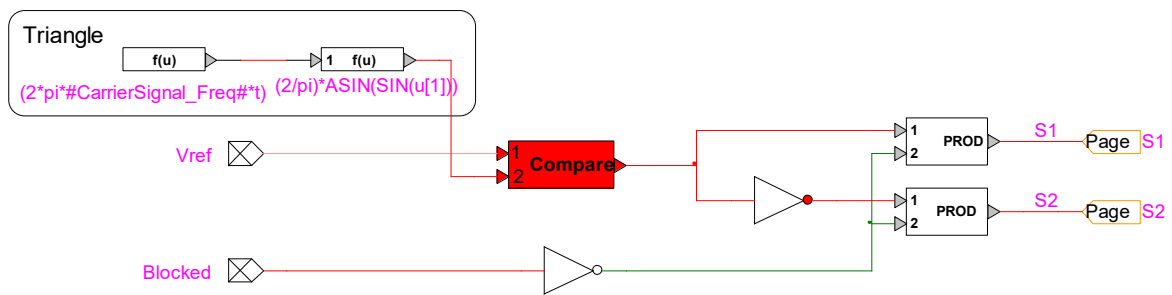 Triangle
f(u)
1 f(u)
(2*pi*#CarrierSignal_Freq#*t)
(2/pi)*ASIN(SIN(u[1]))
Vref
1
2
Compare
1
2
PROD
S1
Page
S1
1
2
PROD
S2
Page
S2
Blocked